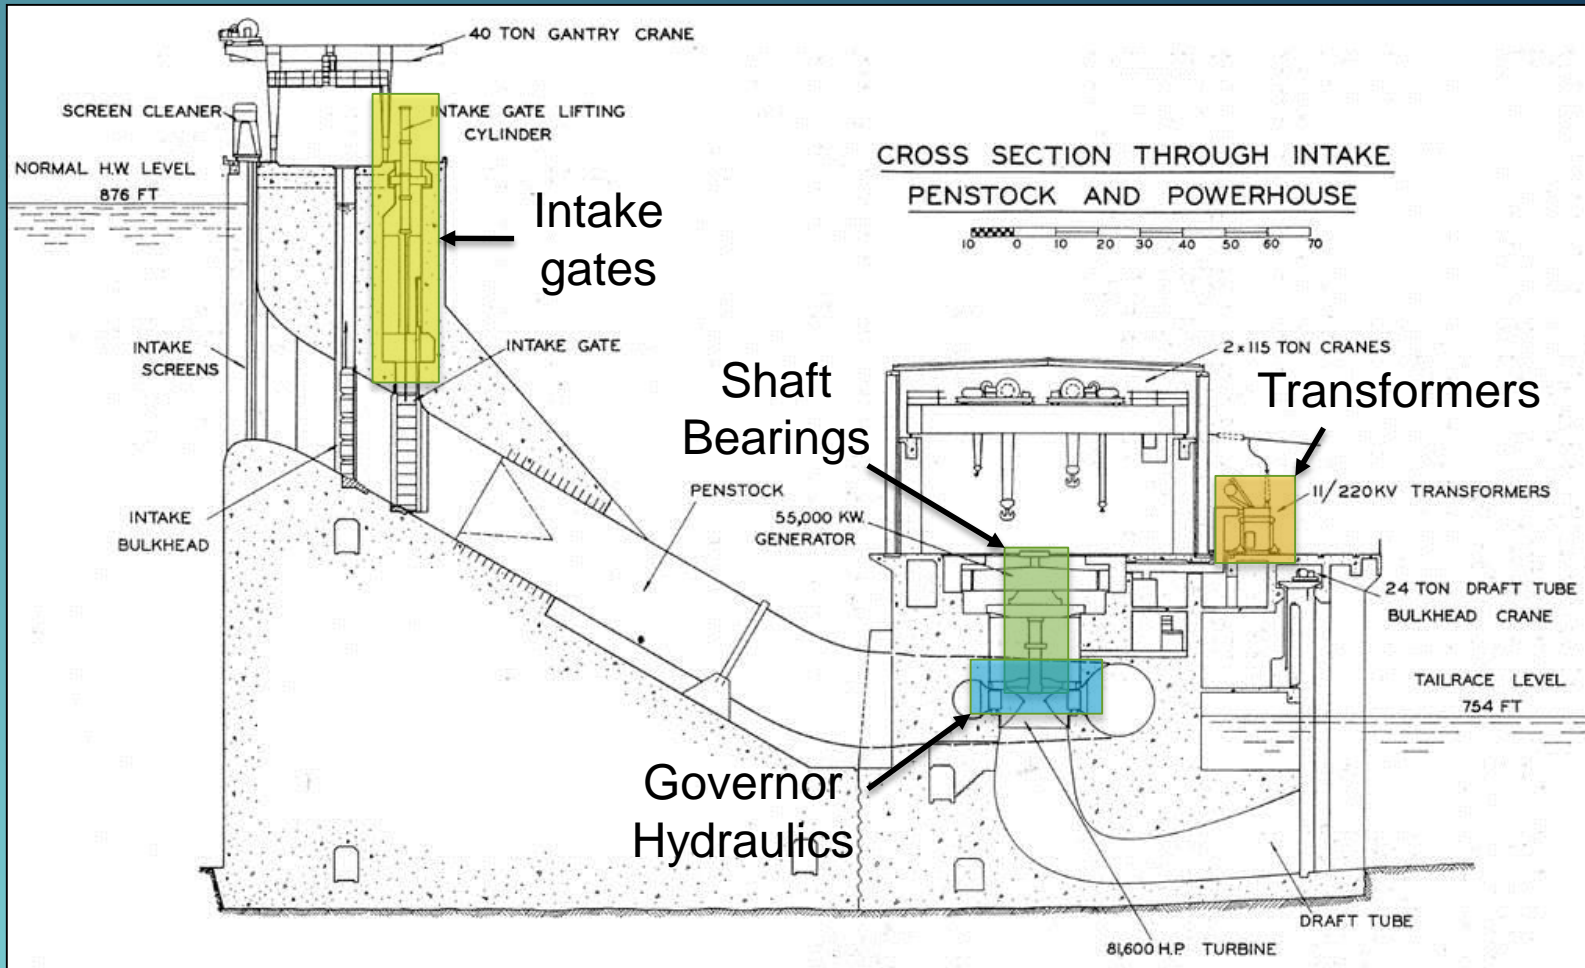 40 TON GANTRY CRANE
SCREEN CLEANER
INTAKE GATE LIFTING
CYLINDER
NORMAL H.W. LEVEL
876 FT
CROSS SECTION THROUGH INTAKE
PENSTOCK AND POWERHOUSE
10 0 10 20 30 40 50 60 70
Intake
gates
INTAKE
SCREENS
INTAKE GATE
2 x 115 TON CRANES
Shaft
Bearings
Transformers
PENSTOCK
11/220KV TRANSFORMERS
INTAKE
BULKHEAD
55,000 KW.
GENERATOR
24 TON DRAFT TUBE
BULKHEAD CRANE
TAILRACE LEVEL
754 FT
Governor
Hydraulics
DRAFT TUBE
81,600 H.P. TURBINE